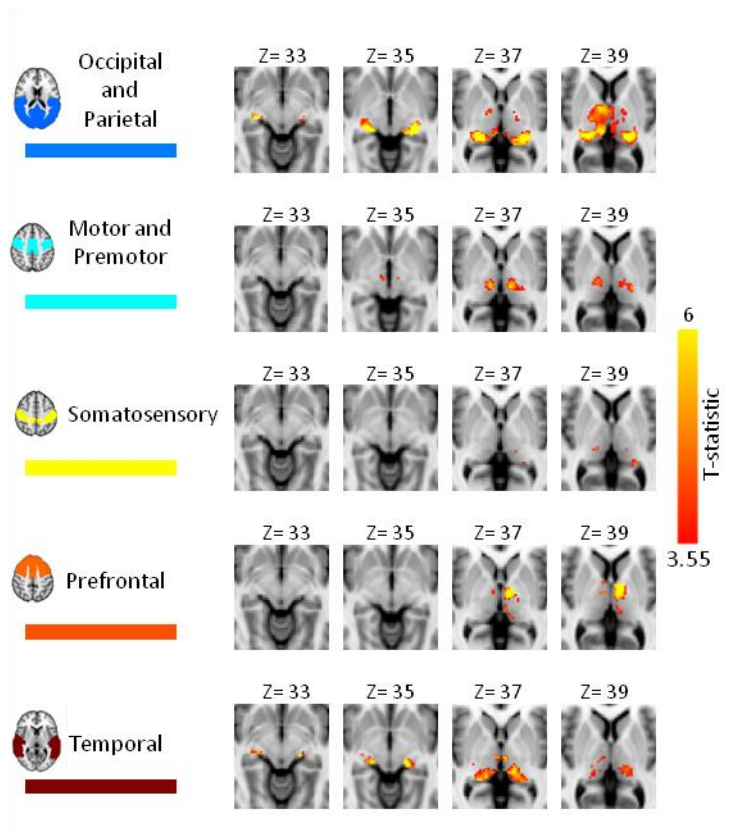 Occipital
and
Parietal
Z= 33 Z= 35 Z= 37 Z= 39
Motor and
Premotor
Z= 33 Z= 35 Z= 37 Z= 39
Somatosensory
Z= 33 Z= 35 Z= 37 Z= 39
Prefrontal
Z= 33 Z= 35 Z= 37 Z= 39
Temporal
Z= 33 Z= 35 Z= 37 Z= 39
6
T-statistic
3.55